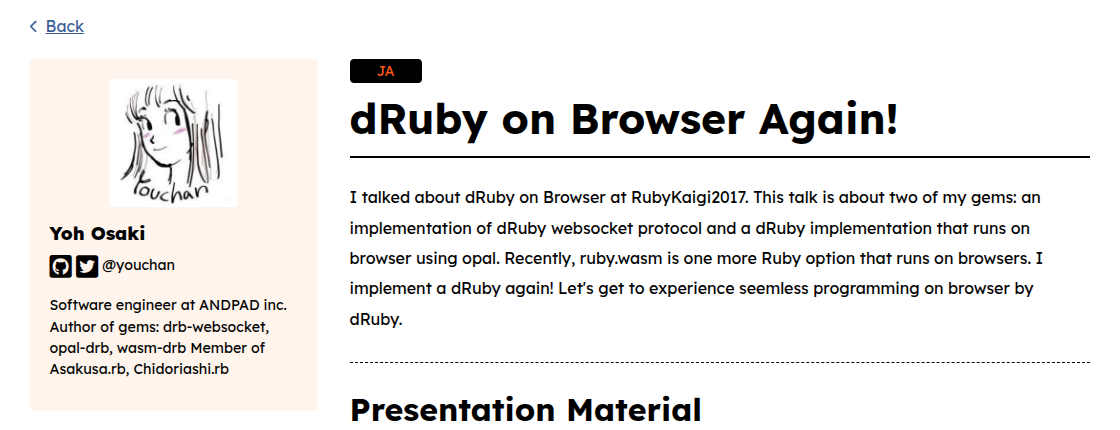 Back
Touchan
Yoh Osaki
@youchan
Software engineer at ANDPAD inc.
Author of gems: drb-websocket,
opal-drb, wasm-drb Member of
Asakusa.rb, Chidoriashi.rb
JA
dRuby on Browser Again!
I talked about dRuby on Browser at RubyKaigi2017. This talk is about two of my gems: an
implementation of dRuby websocket protocol and a dRuby implementation that runs on
browser using opal. Recently, ruby.wasm is one more Ruby option that runs on browsers. I
implement a dRuby again! Let's get to experience seemless programming on browser by
dRuby.
Presentation Material